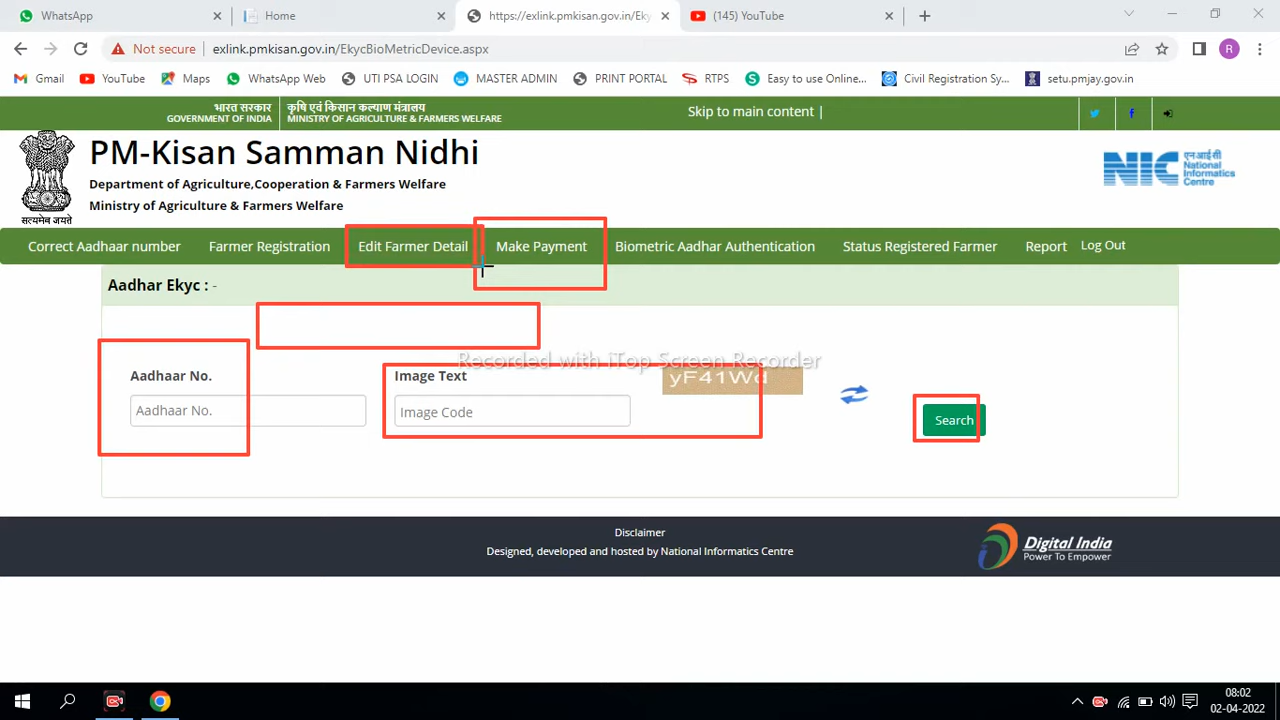 WhatsApp
Home
https://exlink.pmkisan.gov.in/Eky
(145) YouTube
Not secure
exlink.pmkisan.gov.in/EkycBioMetricDevice.aspx
R
Gmail
YouTube
Maps
WhatsApp Web
UTI PSA LOGIN
MASTER ADMIN
PRINT PORTAL
RTPS
Easy to use Online...
Civil Registration Sy...
setu.pmjay.gov.in
भारत सरकार
GOVERNMENT OF INDIA
कृषि एवं किसान कल्याण मंत्रालय
MINISTRY OF AGRICULTURE & FARMERS WELFARE
Skip to main content |
PM-Kisan Samman Nidhi
Department of Agriculture,Cooperation & Farmers Welfare
Ministry of Agriculture & Farmers Welfare
सत्यमेव जयते
NIC
एन आई सी
National
Informatics
Centre
Correct Aadhaar number
Farmer Registration
Edit Farmer Detail
Make Payment
Biometric Aadhar Authentication
Status Registered Farmer
Report
Log Out
Aadhar Ekyc : -
Recorded with iTop Screen Recorder
Aadhaar No.
Image Text
yF41Wd
Aadhaar No.
Image Code
Search
Disclaimer
Designed, developed and hosted by National Informatics Centre
Digital India
Power To Empower
08:02
02-04-2022